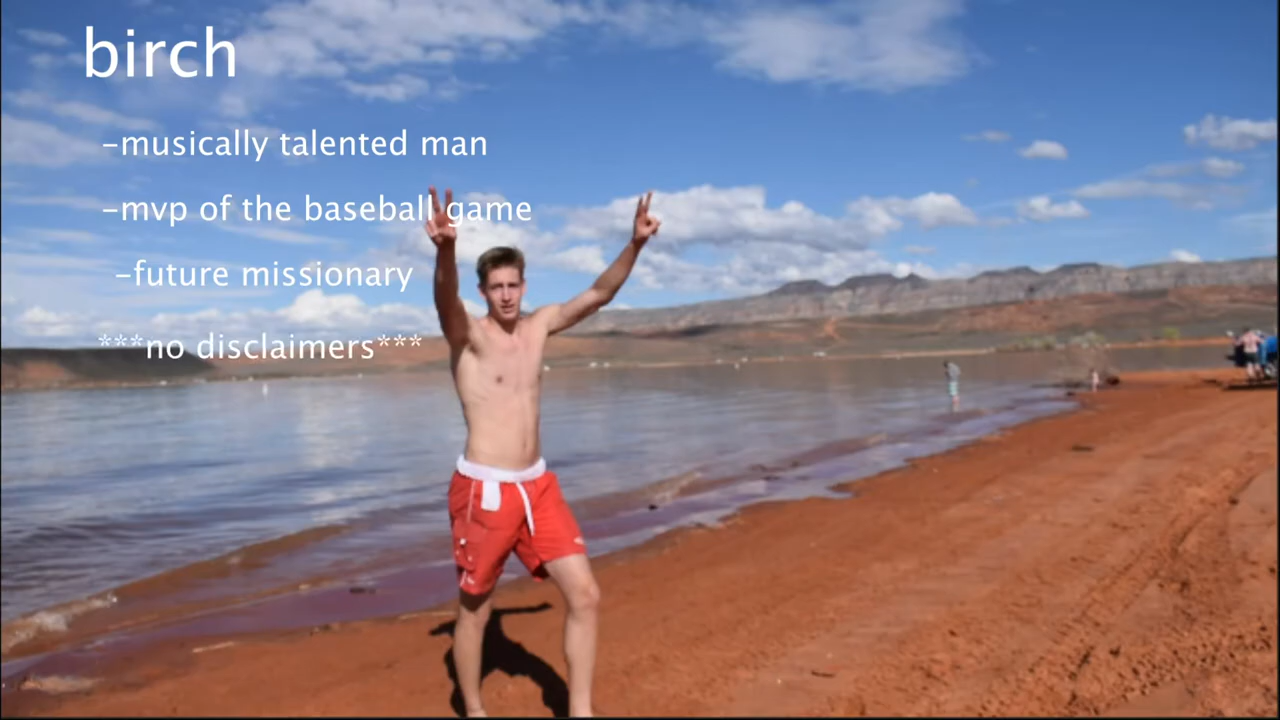 birch
-musically talented man
-mvp of the baseball game
-future missionary
***no disclaimers***